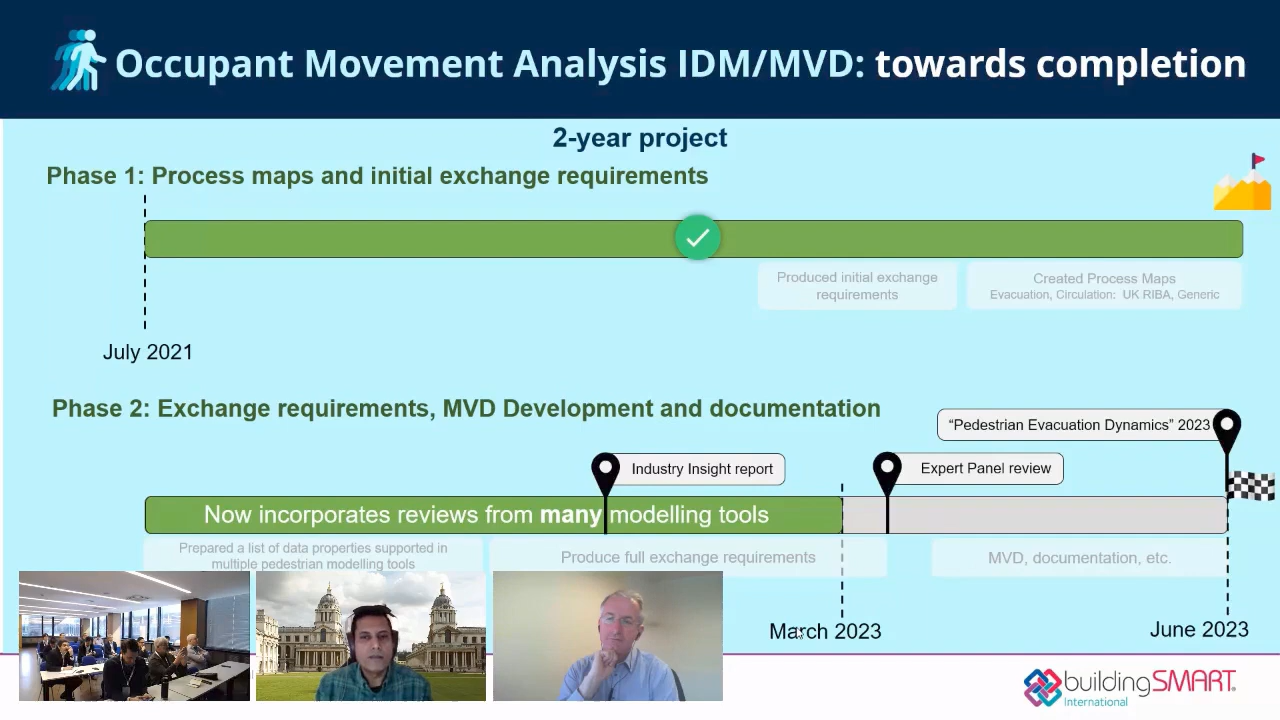 Occupant Movement Analysis IDM/MVD: towards completion
2-year project
Phase 1: Process maps and initial exchange requirements
Produced initial exchange
requirements
Created Process Maps
Evacuation, Circulation: UK RIBA, Generic
July 2021
Phase 2: Exchange requirements, MVD Development and documentation
“Pedestrian Evacuation Dynamics” 2023
Industry Insight report
Expert Panel review
Now incorporates reviews from many modelling tools
Prepared a list of data properties supported in
multiple pedestrian modelling tools
Produce full exchange requirements
MVD, documentation, etc.
March 2023
June 2023
buildingSMART®
International